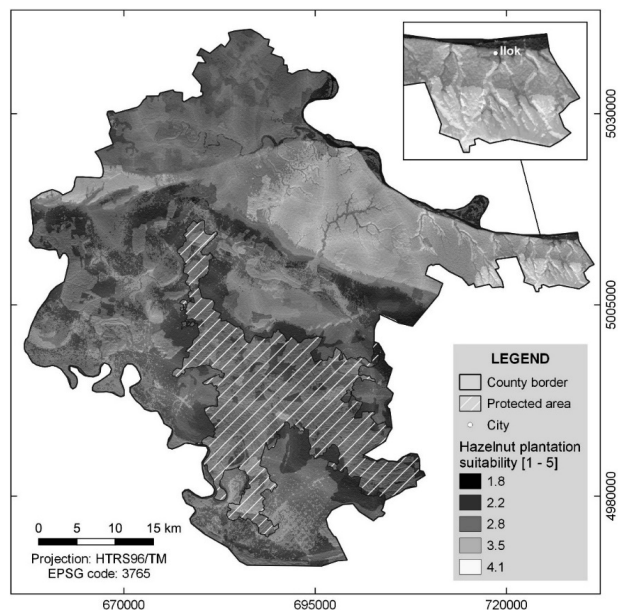 Ilok
5030000
5005000
4980000
LEGEND
County border
Protected area
City
Hazelnut plantation
suitability [1 - 5]
1.8
2.2
2.8
3.5
4.1
0 5 10 15 km
Projection: HTRS96/TM
EPSG code: 3765
670000 695000 720000